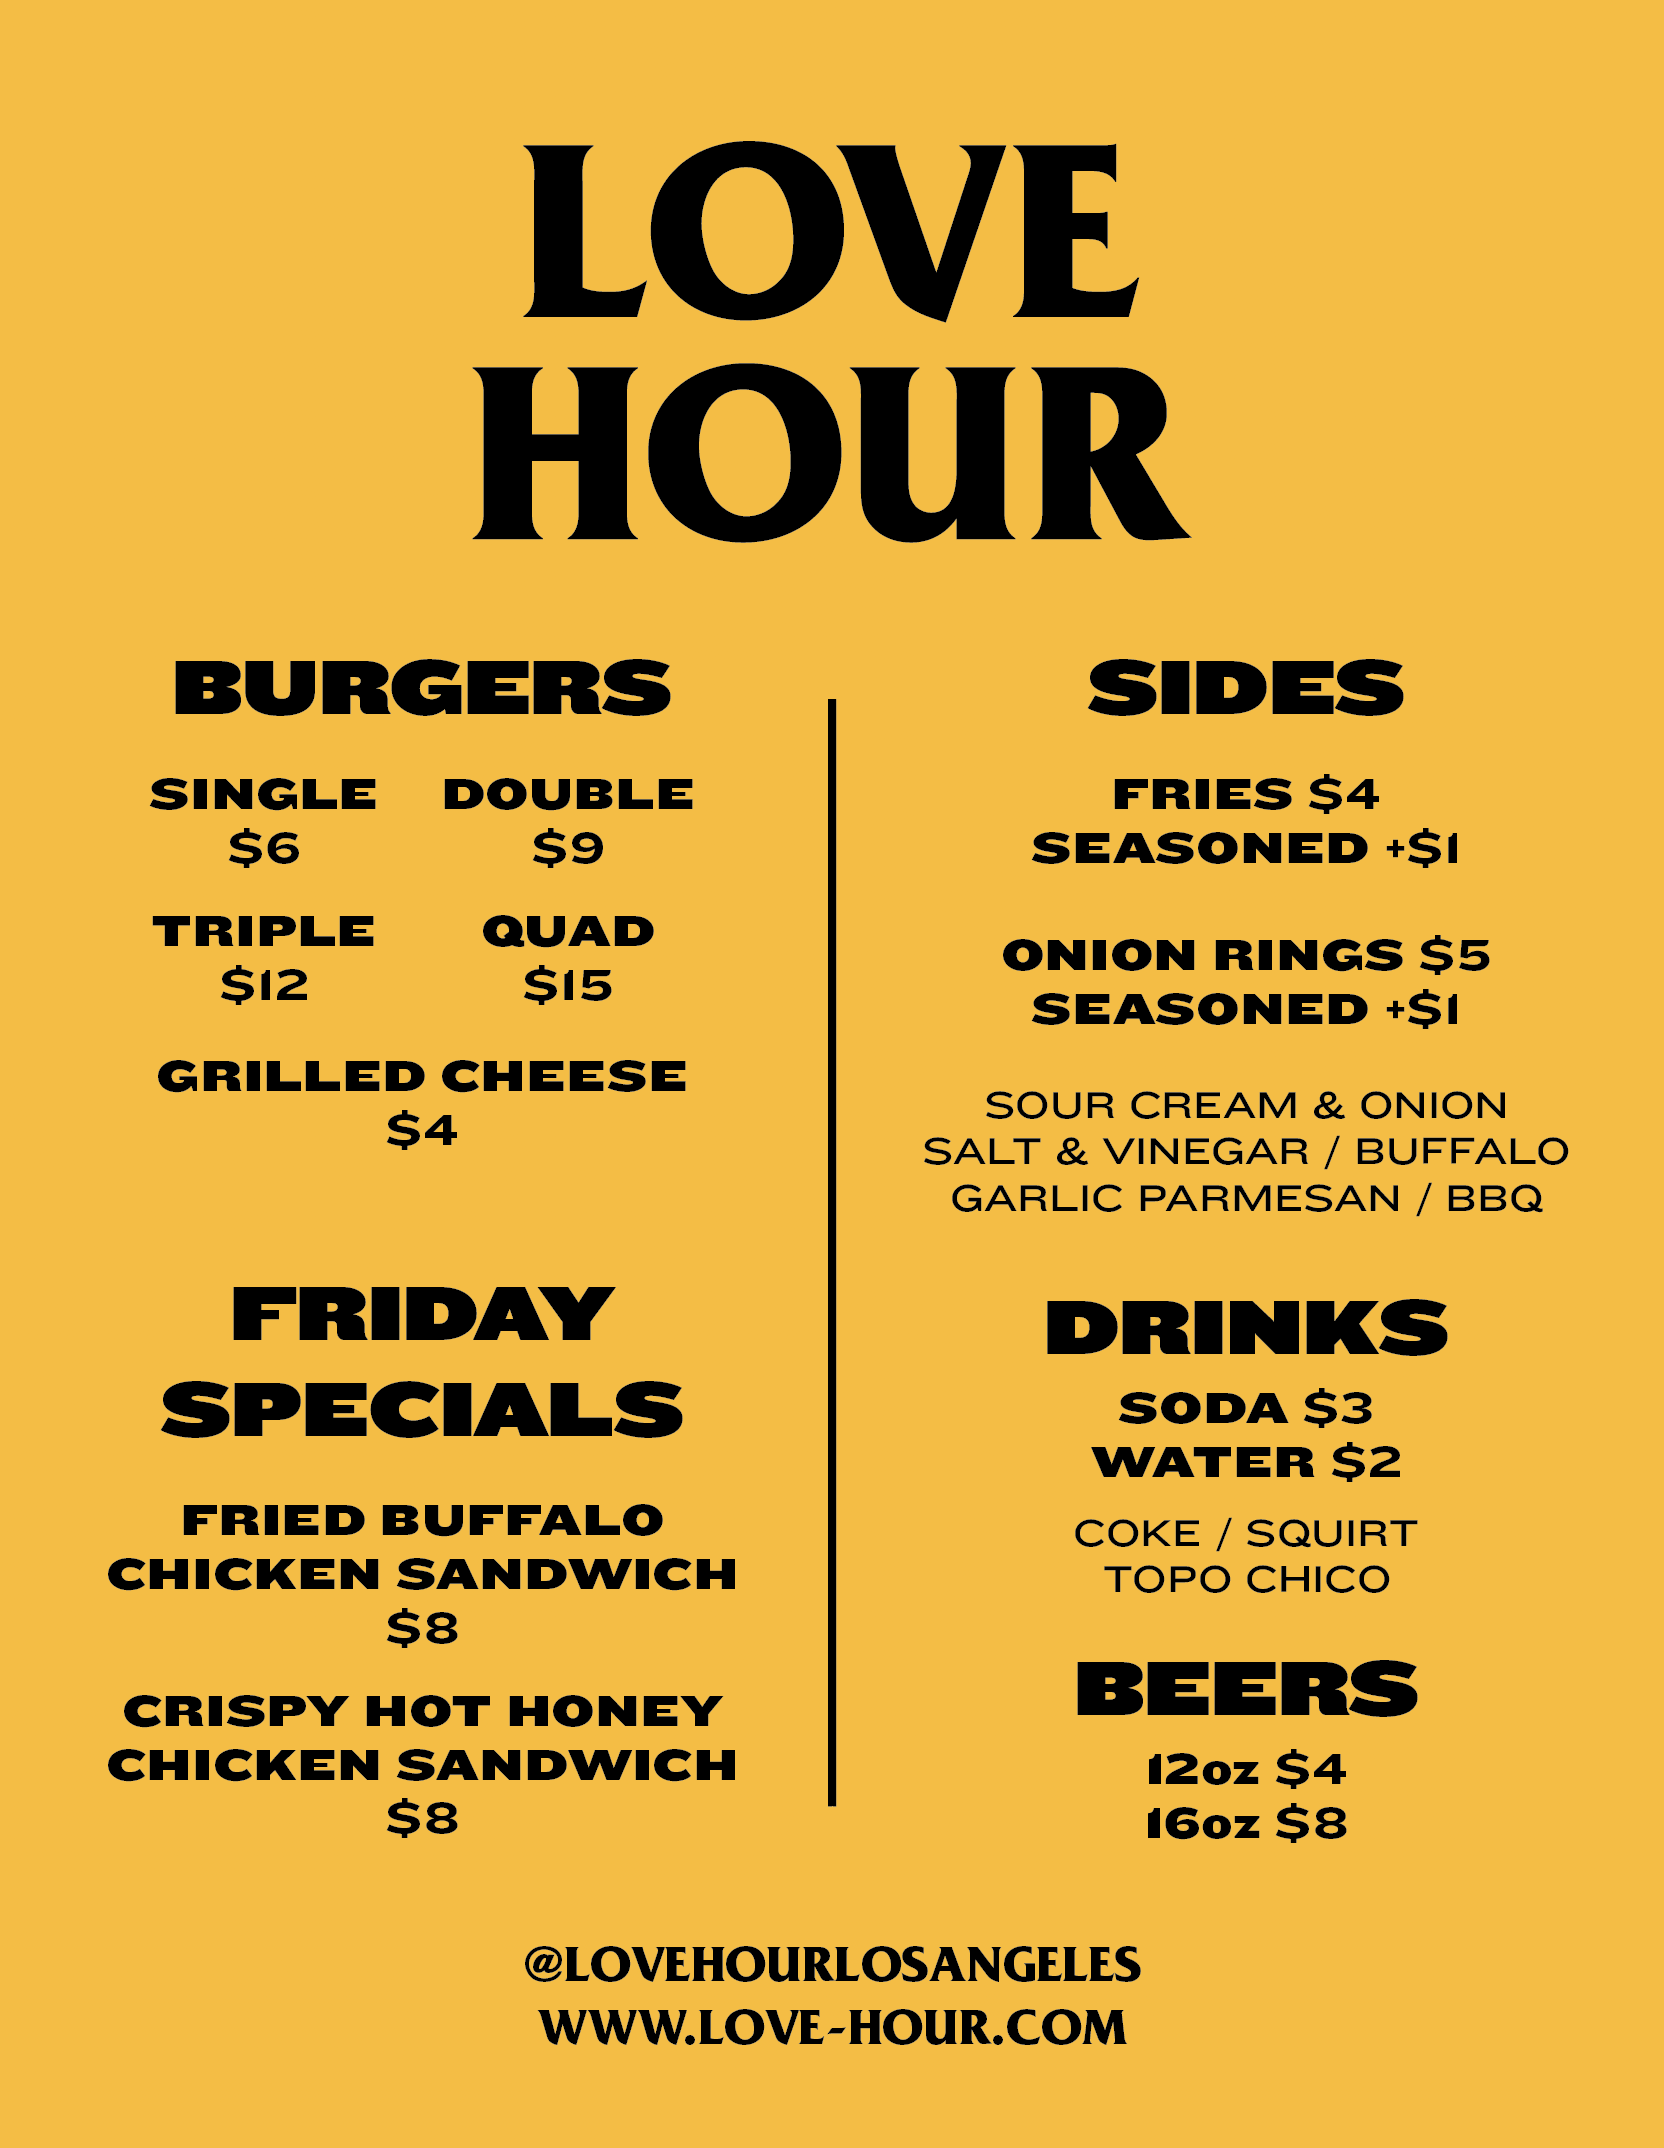 LOVE
HOUR
BURGERS
SINGLE DOUBLE
$6 $9
TRIPLE QUAD
$12 $15
GRILLED CHEESE
$4
FRIDAY
SPECIALS
FRIED BUFFALO
CHICKEN SANDWICH
$8
CRISPY HOT HONEY
CHICKEN SANDWICH
$8
SIDES
FRIES $4
SEASONED +$1
ONION RINGS $5
SEASONED +$1
SOUR CREAM & ONION
SALT & VINEGAR / BUFFALO
GARLIC PARMESAN / BBQ
DRINKS
SODA $3
WATER $2
COKE / SQUIRT
TOPO CHICO
BEERS
12oz $4
16oz $8
@LOVEHOURLOSANGELES
WWW.LOVE-HOUR.COM